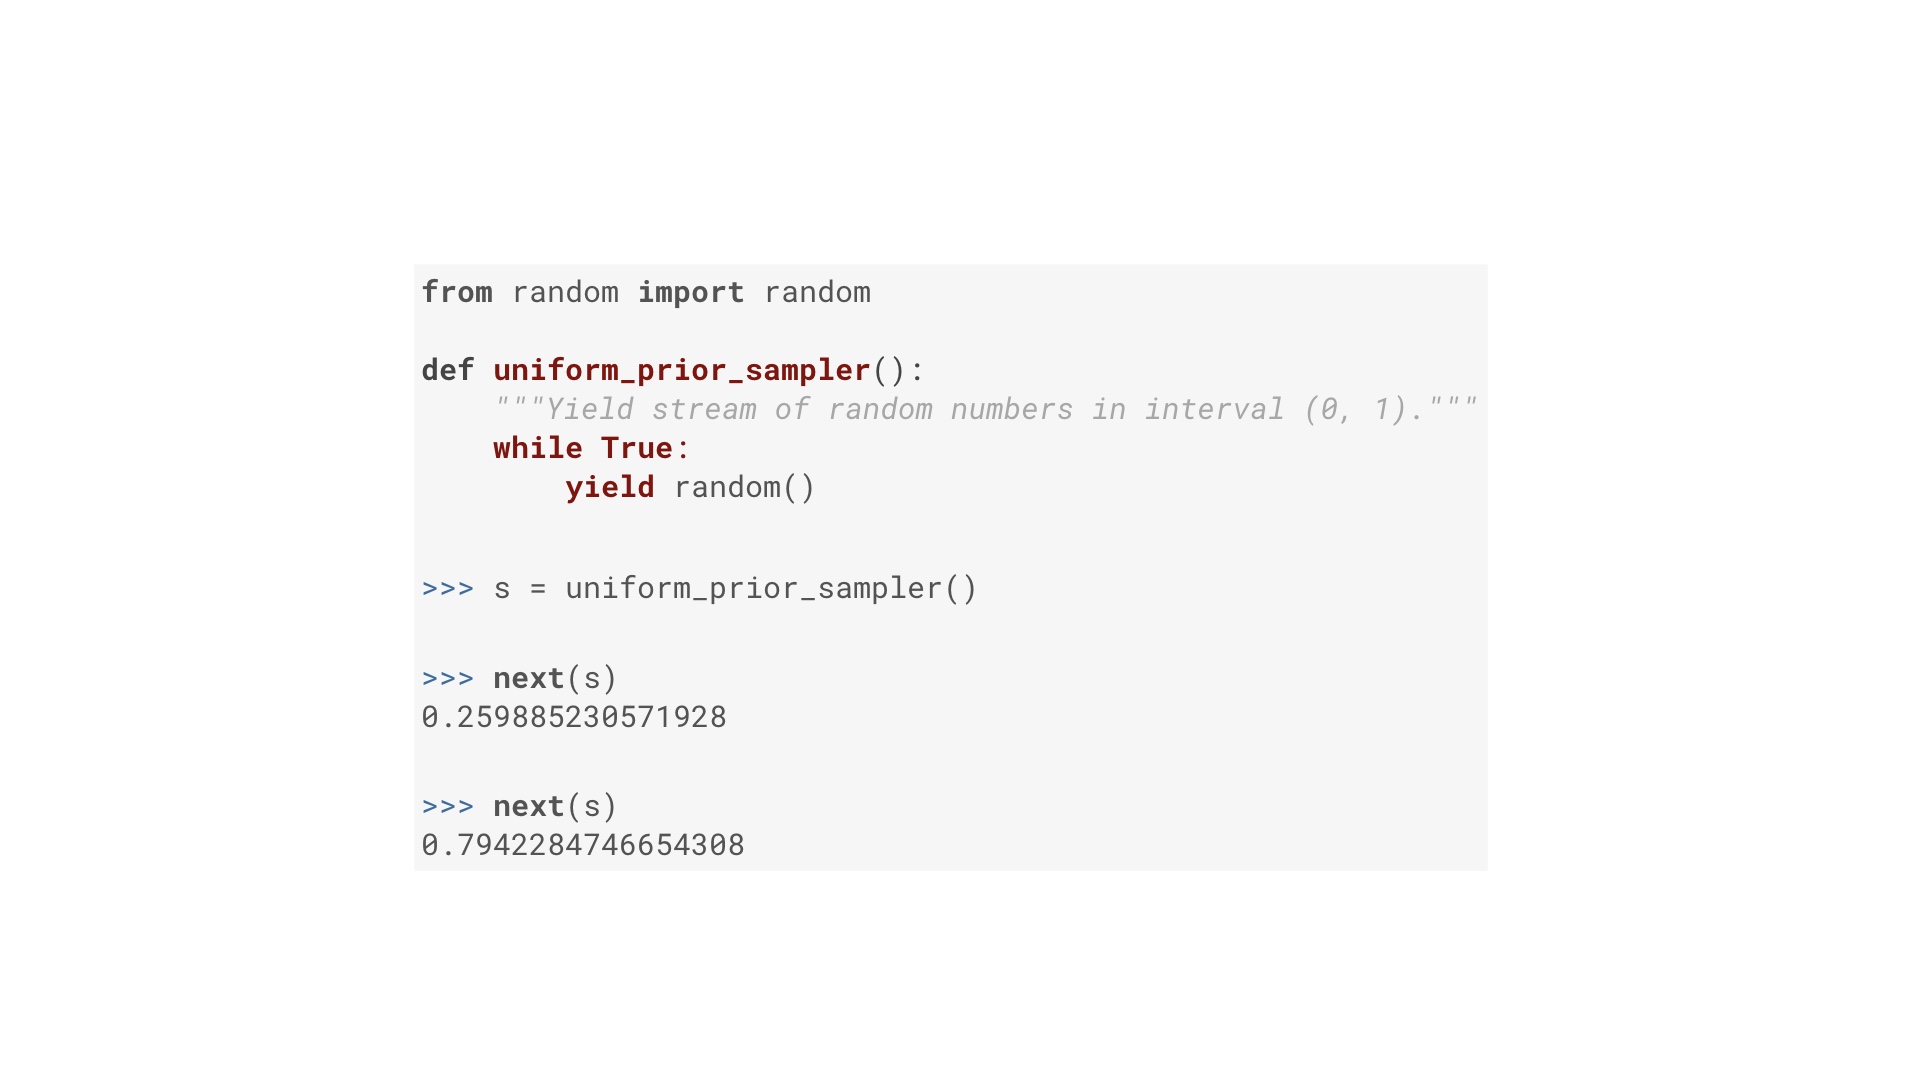 from random import random
def uniform_prior_sampler():
    """Yield stream of random numbers in interval (0, 1)."""
    while True:
        yield random()
>>> s = uniform_prior_sampler()
>>> next(s)
0.259885230571928
>>> next(s)
0.7942284746654308